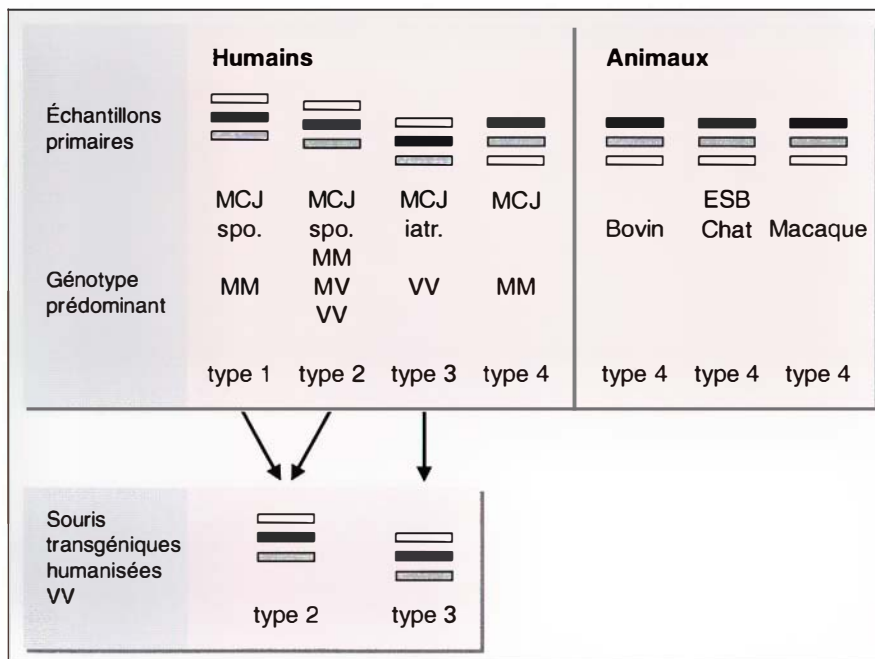 Humains
Animaux
Échantillons
primaires
MCJ
spo.
MM
MCJ
spo.
MM
MV
VV
MCJ
iatr.
VV
MCJ
MM
Bovin
ESB
Chat
Macaque
Génotype
prédominant
type 1
type 2
type 3
type 4
type 4
type 4
type 4
Souris
transgéniques
humanisées
VV
type 2
type 3